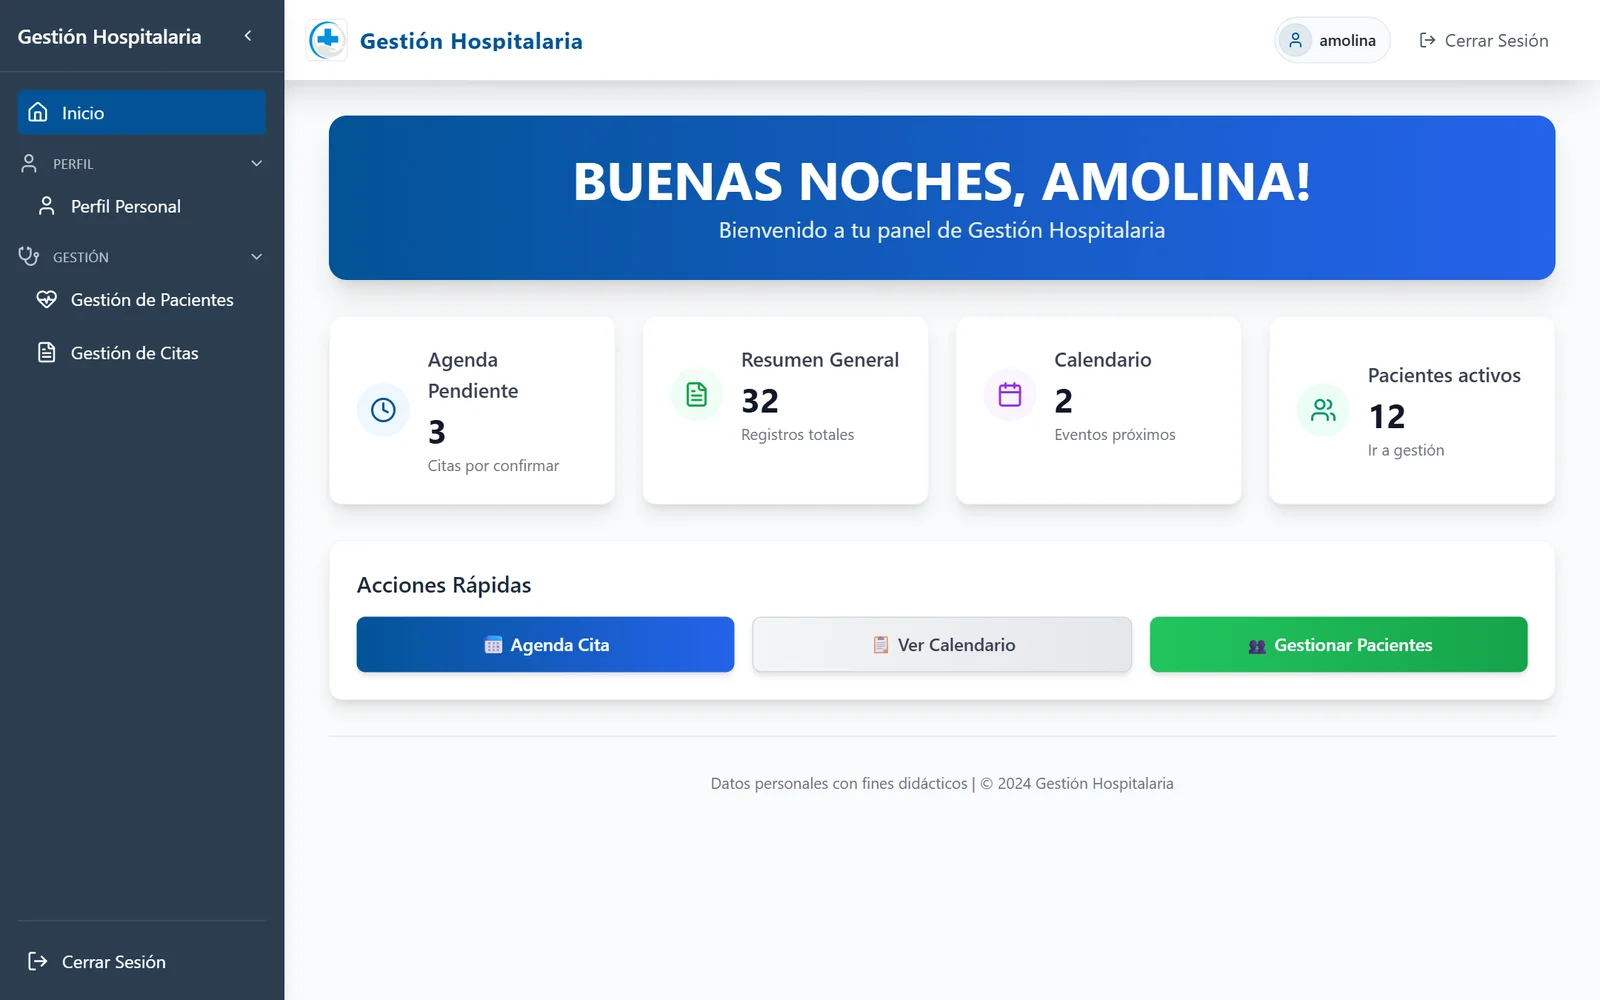 Gestión Hospitalaria
Inicio
PERFIL
Perfil Personal
GESTIÓN
Gestión de Pacientes
Gestión de Citas
Cerrar Sesión
Gestión Hospitalaria
amolina
Cerrar Sesión
BUENAS NOCHES, AMOLINA!
Bienvenido a tu panel de Gestión Hospitalaria
Agenda
Pendiente
3
Citas por confirmar
Resumen General
32
Registros totales
Calendario
2
Eventos próximos
Pacientes activos
12
Ir a gestión
Acciones Rápidas
Agenda Cita
Ver Calendario
Gestionar Pacientes
Datos personales con fines didácticos | © 2024 Gestión Hospitalaria